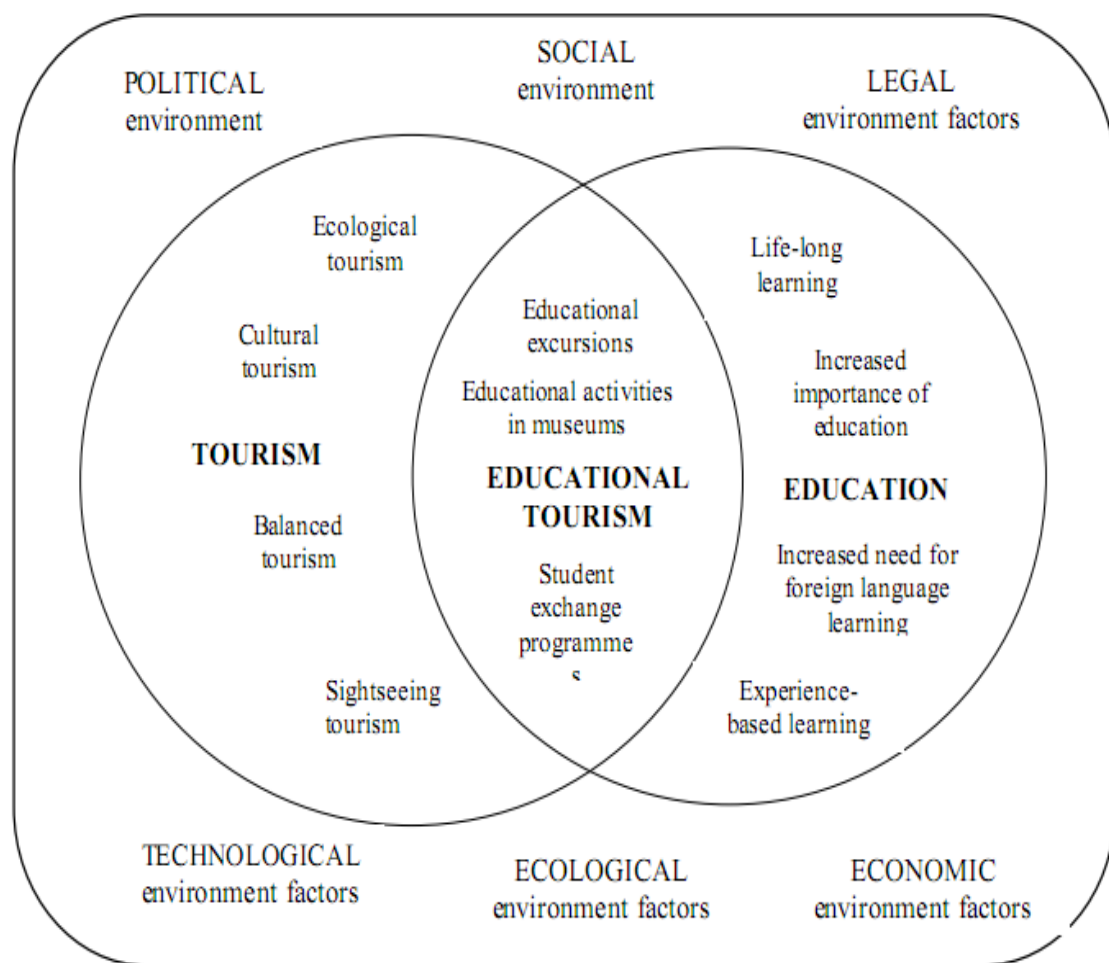 POLITICAL
environment
SOCIAL
environment
LEGAL
environment factors
Ecological
tourism
Cultural
tourism
TOURISM
Balanced
tourism
Sightseeing
tourism
Educational
excursions
Educational activities
in museums
EDUCATIONAL
TOURISM
Student
exchange
programme
s
Life-long
learning
Increased
importance of
education
EDUCATION
Increased need for
foreign language
learning
Experience-
based learning
TECHNOLOGICAL
environment factors
ECOLOGICAL
environment factors
ECONOMIC
environment factors